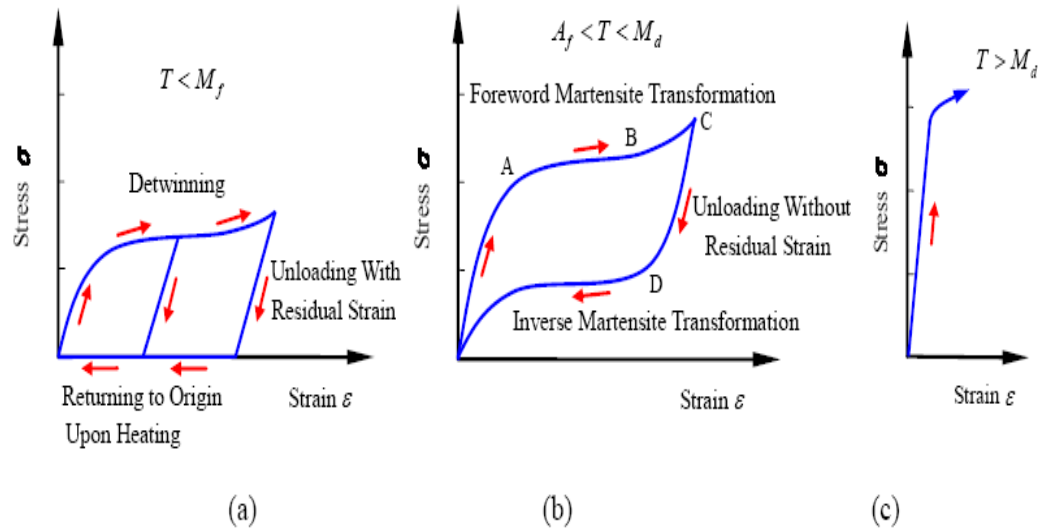 T < M_f
Detwinning
Unloading With
Residual Strain
Returning to Origin
Upon Heating
Stress σ
Strain ε
(a)
A_f < T < M_d
Foreword Martensite Transformation
A
B
C
D
Unloading Without
Residual Strain
Inverse Martensite Transformation
Stress σ
Strain ε
(b)
T > M_d
Stress σ
Strain ε
(c)